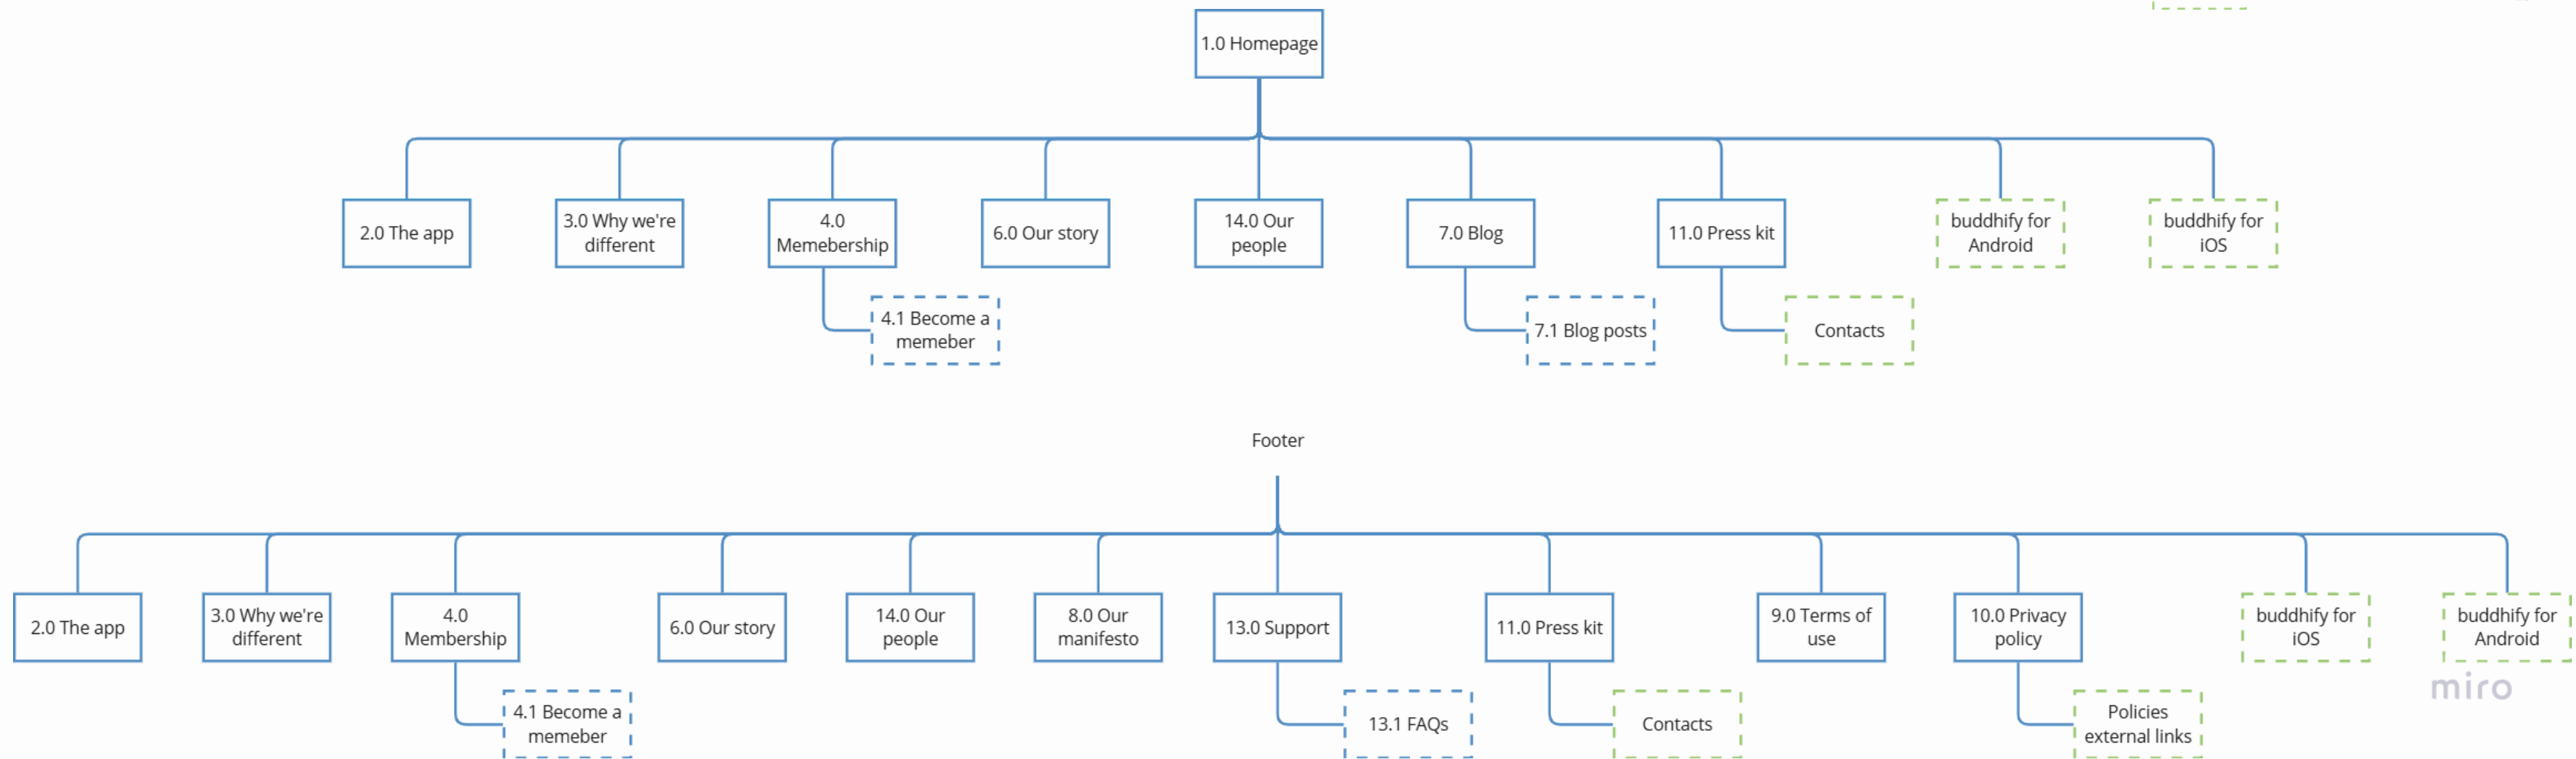 1.0 Homepage
2.0 The app
3.0 Why we're
different
4.0
Memebership
6.0 Our story
14.0 Our
people
7.0 Blog
11.0 Press kit
buddhify for
Android
buddhify for
iOS
4.1 Become a
memeber
7.1 Blog posts
Contacts
Footer
2.0 The app
3.0 Why we're
different
4.0
Membership
6.0 Our story
14.0 Our
people
8.0 Our
manifesto
13.0 Support
11.0 Press kit
9.0 Terms of
use
10.0 Privacy
policy
buddhify for
iOS
buddhify for
Android
miro
4.1 Become a
memeber
13.1 FAQs
Contacts
Policies
external links